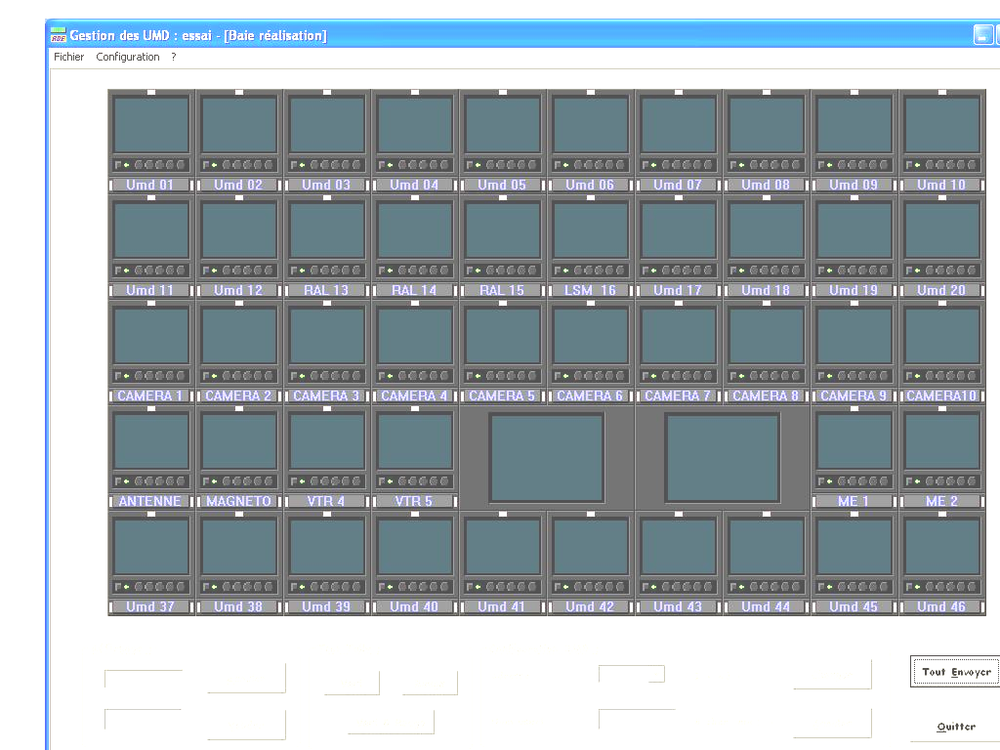 Gestion des UMD : essai - [Baie réalisation]
Fichier Configuration ?
Umd 01 Umd 02 Umd 03 Umd 04 Umd 05 Umd 06 Umd 07 Umd 08 Umd 09 Umd 10
Umd 11 Umd 12 RAL 13 RAL 14 RAL 15 LSM 16 Umd 17 Umd 18 Umd 19 Umd 20
CAMERA 1 CAMERA 2 CAMERA 3 CAMERA 4 CAMERA 5 CAMERA 6 CAMERA 7 CAMERA 8 CAMERA 9 CAMERA10
ANTENNE MAGNETO VTR 4 VTR 5 ME 1 ME 2
Umd 37 Umd 38 Umd 39 Umd 40 Umd 41 Umd 42 Umd 43 Umd 44 Umd 45 Umd 46
Tout Envoyer
Quitter